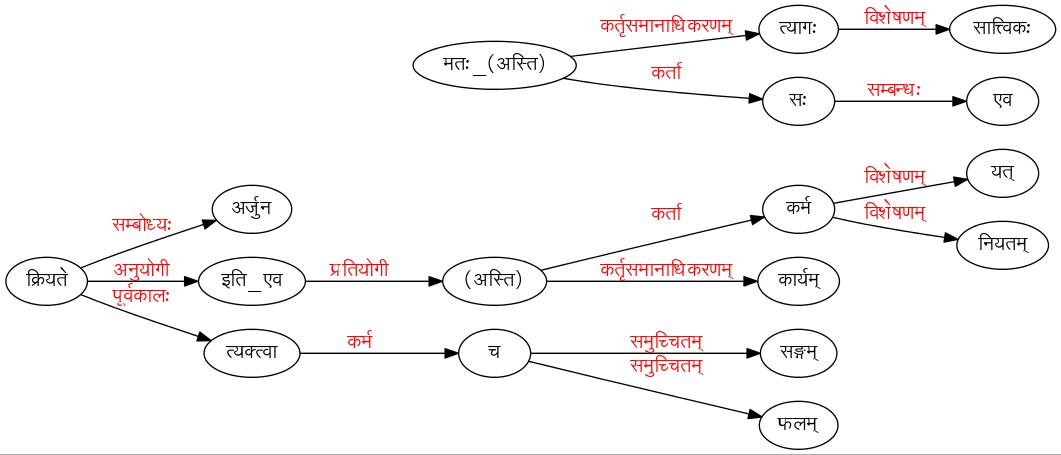 कर्तृसमानाधिकरणम् त्यागः विशेषणम् सात्त्विकः
मतः_(अस्ति)
कर्ता सः सम्बन्धः एव
विशेषणम् यत्
सम्बोध्यः अर्जुन कर्ता कर्म विशेषणम्
नियतम्
क्रियते अनुयोगी इति_एव प्रतियोगी (अस्ति) कर्तृसमानाधिकरणम् कार्यम्
पूर्वकालः
त्यक्त्वा कर्म च समुच्चितम् सङ्गम्
समुच्चितम्
फलम्